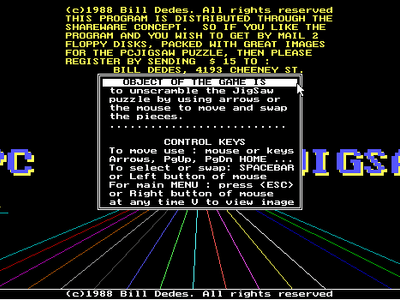 (c)1988 Bill Dedes. All rights reserved
THIS PROGRAM IS DISTRIBUTED THROUGH THE
SHAREWARE CONCEPT.  SO IF YOU LIKE THE
PROGRAM AND YOU WISH TO GET BY MAIL 2
FLOPPY DISKS, PACKED WITH GREAT IMAGES
FOR THE PCJIGSAW PUZZLE, THEN PLEASE
REGISTER BY SENDING  $ 15 TO :
BILL DEDES, 4193 CHEENEY ST.
OBJECT OF THE GAME IS
to unscramble the JigSaw
puzzle by using arrows or
the mouse to move and swap
the pieces.
..............................
CONTROL KEYS
To move use : mouse or keys
Arrows, PgUp, PgDn HOME ...
To select or swap: SPACEBAR
or Left button of mouse
For main MENU : press <ESC>
or Right button of mouse
at any time V to view image
PC JIGSA
(c)1988 Bill Dedes. All rights reserved